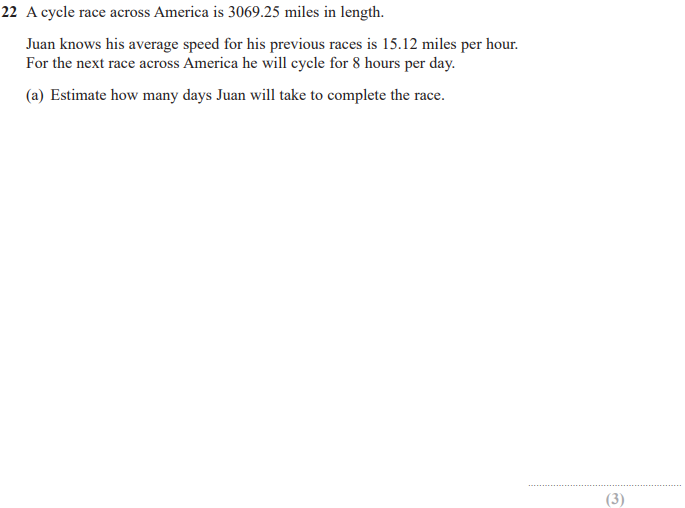 22 A cycle race across America is 3069.25 miles in length.
Juan knows his average speed for his previous races is 15.12 miles per hour.
For the next race across America he will cycle for 8 hours per day.
(a) Estimate how many days Juan will take to complete the race.
(3)